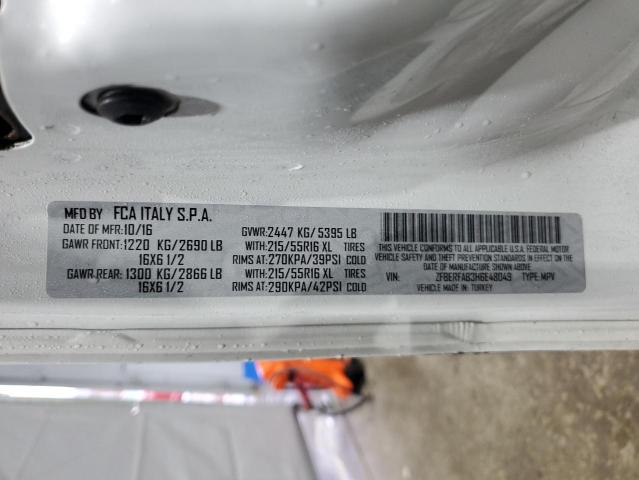 MFD BY FCA ITALY S.P.A.
DATE OF MFR:10/16 GVWR:2447 KG/ 5395 LB
GAWR FRONT:1220 KG/2690 LB WITH:215/55R16 XL TIRES
16X6 1/2 RIMS AT:270KPA/39PSI COLD
GAWR.REAR: 1300 KG/2866 LB WITH:215/55R16 XL TIRES
16X6 1/2 RIMS AT:290KPA/42PSI COLD
THIS VEHICLE CONFORMS TO ALL APPLICABLE U.S.A. FEDERAL MOTOR
VEHICLE SAFETY, BUMPER, AND THEFT PREVENTION STANDARDS IN
EFFECT ON THE DATE OF MANUFACTURE SHOWN ABOVE.
VIN: ZFBERFAB3H6E48049 TYPE: MPV
VEHICLE MADE IN: TURKEY